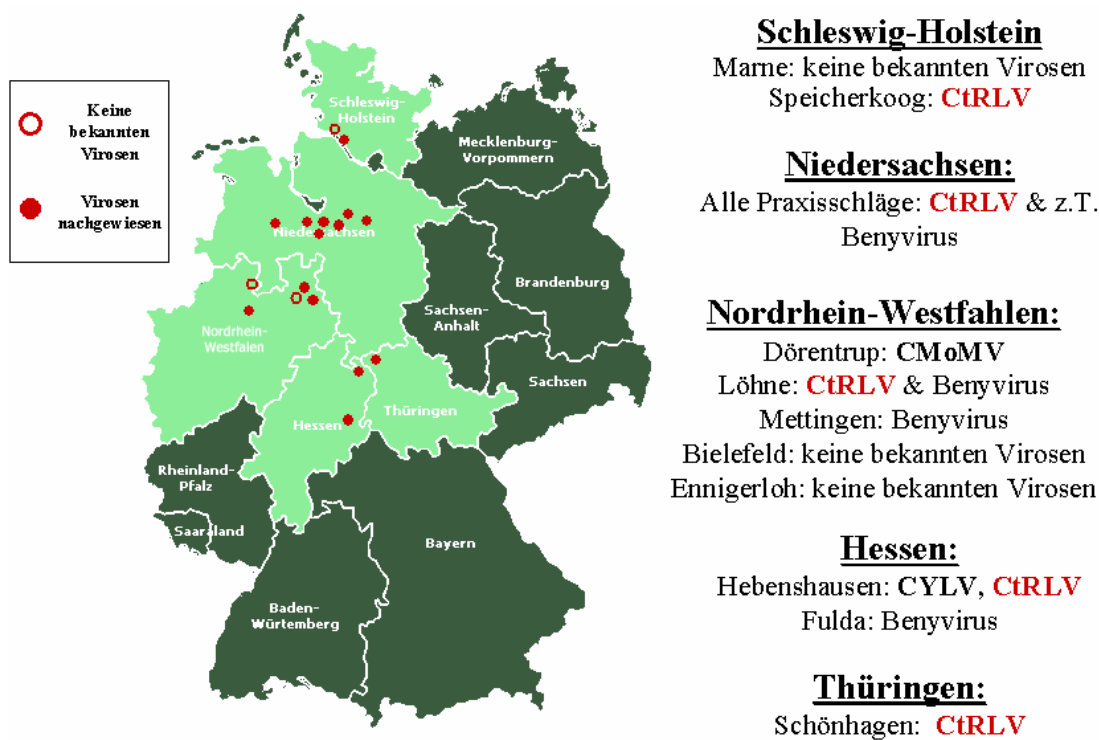 Keine
bekannten
Virosen
Virosen
nachgewiesen
Schleswig-
Holstein
Mecklenburg-
Vorpommern
Niedersachsen
Brandenburg
Sachsen-
Anhalt
Nordrhein-
Westfalen
Sachsen
Thüringen
Hessen
Rheinland-
Pfalz
Saaraland
Bayern
Baden-
Würtemberg
Schleswig-Holstein
Marne: keine bekannten Virosen
Speicherkoog: CtRLV
Niedersachsen:
Alle Praxisschläge: CtRLV & z.T.
Benyvirus
Nordrhein-Westfahlen:
Dörentrup: CMoMV
Löhne: CtRLV & Benyvirus
Mettingen: Benyvirus
Bielefeld: keine bekannten Virosen
Ennigerloh: keine bekannten Virosen
Hessen:
Hebenshausen: CYLV, CtRLV
Fulda: Benyvirus
Thüringen:
Schönhagen: CtRLV